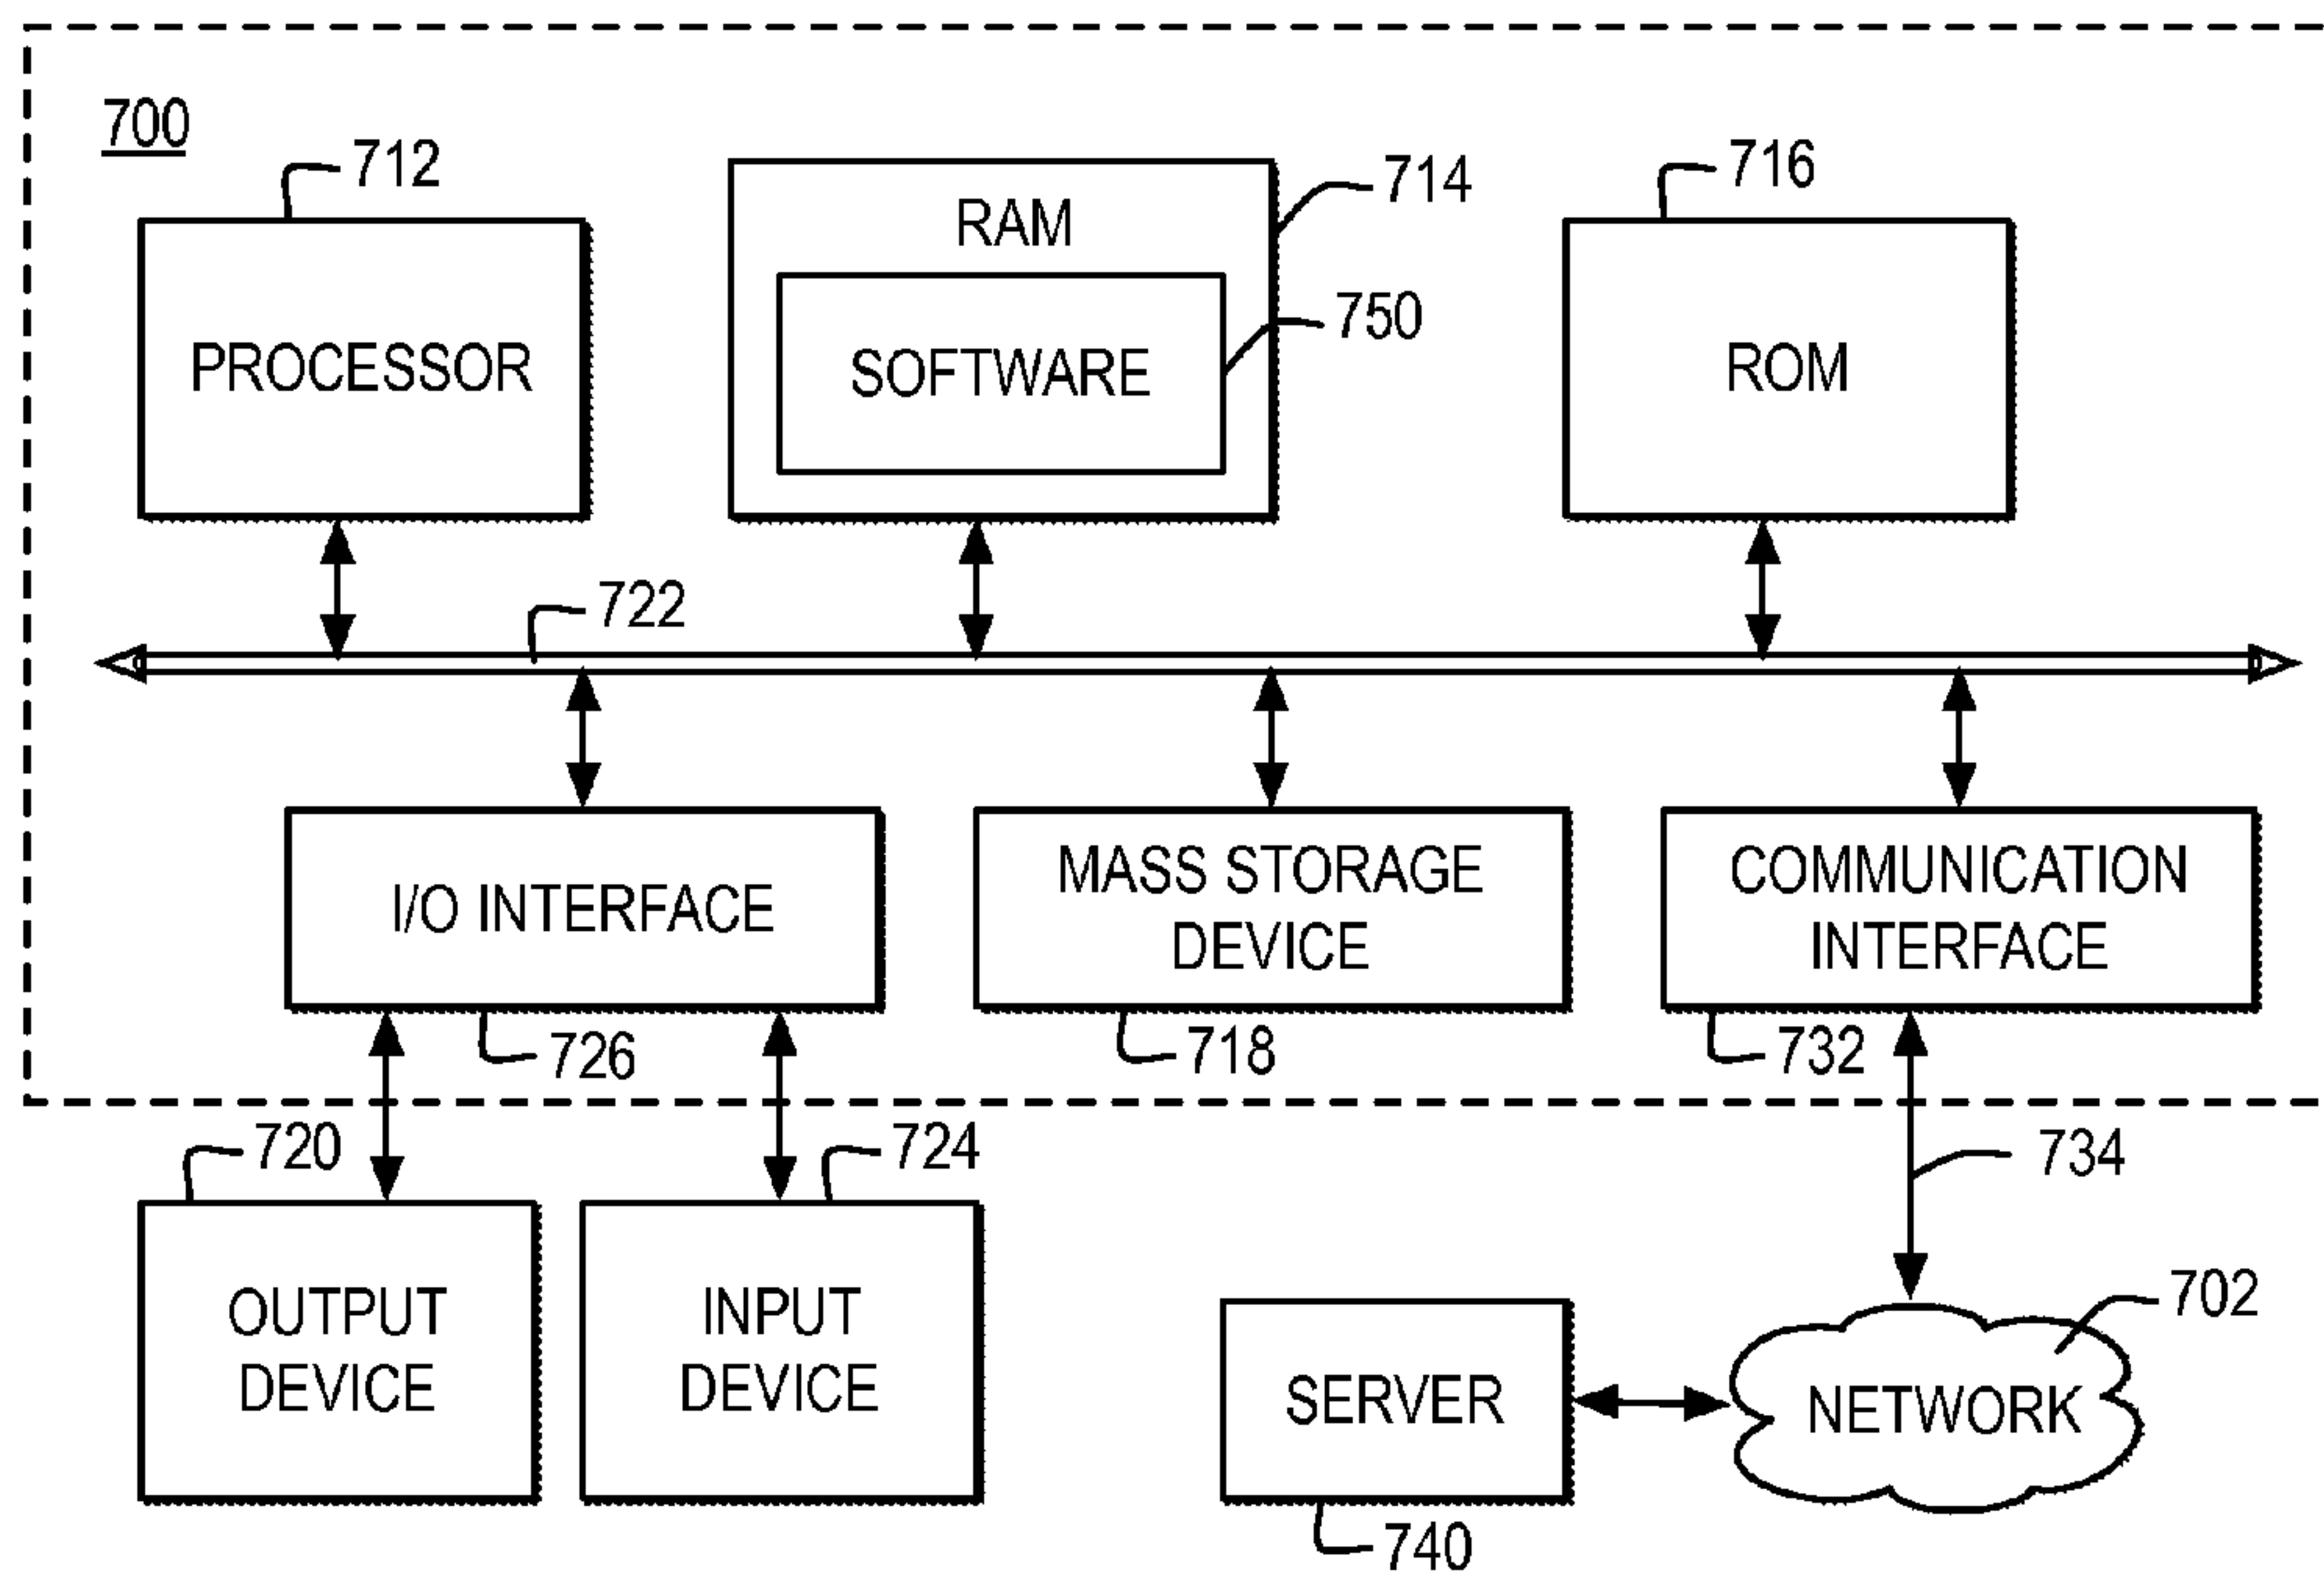 700
712
714
716
RAM
750
PROCESSOR
SOFTWARE
ROM
722
I/O INTERFACE
MASS STORAGE
DEVICE
COMMUNICATION
INTERFACE
726
718
732
720
724
734
OUTPUT
DEVICE
INPUT
DEVICE
702
SERVER
NETWORK
740